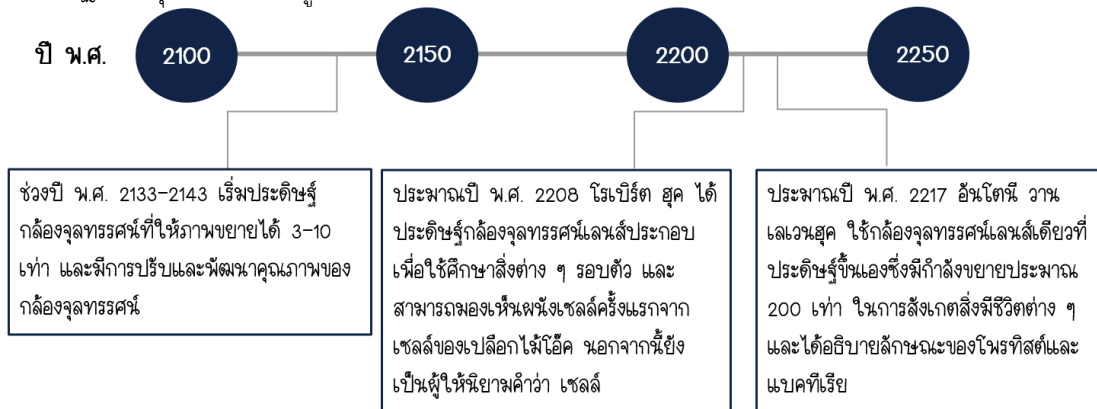 ปี พ.ศ.
2100
2150
2200
2250
ช่วงปี พ.ศ. 2133-2143 เริ่มประดิษฐ์
กล้องจุลทรรศน์ที่ให้ภาพขยายได้ 3-10
เท่า และมีการปรับและพัฒนาคุณภาพของ
กล้องจุลทรรศน์
ประมาณปี พ.ศ. 2208 โรเบิร์ต ฮุค ได้
ประดิษฐ์กล้องจุลทรรศน์เลนส์ประกอบ
เพื่อใช้ศึกษาสิ่งต่าง ๆ รอบตัว และ
สามารถมองเห็นผนังเซลล์ครั้งแรกจาก
เซลล์ของเปลือกไม้โอ๊ค นอกจากนี้ยัง
เป็นผู้ให้นิยามคำว่า เซลล์
ประมาณปี พ.ศ. 2217 อันโตนี วาน
เลเวนฮุค ใช้กล้องจุลทรรศน์เลนส์เดียวที่
ประดิษฐ์ขึ้นเองซึ่งมีกำลังขยายประมาณ
200 เท่า ในการสังเกตสิ่งมีชีวิตต่าง ๆ
และได้อธิบายลักษณะของโพรทิสต์และ
แบคทีเรีย